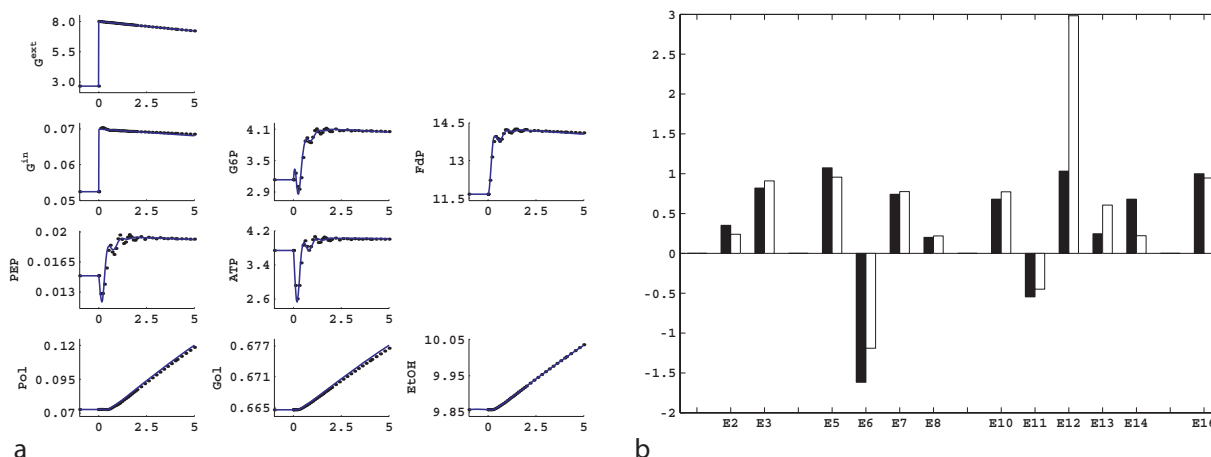 8.0
5.5
3.0
G^ext
0 2.5 5
0.07
0.06
0.05
G^in
0 2.5 5
4.1
3.5
2.9
G6P
0 2.5 5
14.5
13
11.5
FdP
0 2.5 5
0.02
0.0165
0.013
PEP
0 2.5 5
4.2
3.4
2.6
ATP
0 2.5 5
0.12
0.095
0.07
Pol
0 2.5 5
0.677
0.671
0.665
Gol
0 2.5 5
10.05
9.95
9.85
EtOH
0 2.5 5
a
3
2.5
2
1.5
1
0.5
0
-0.5
-1
-1.5
-2
E2 E3 E5 E6 E7 E8 E10 E11 E12 E13 E14 E16
b